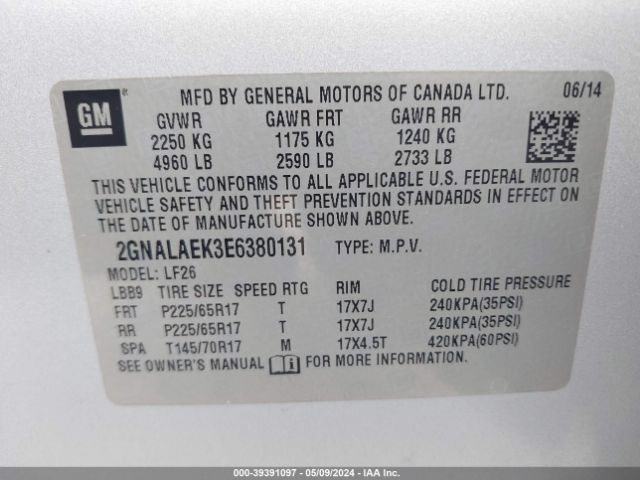 GM
®
MFD BY GENERAL MOTORS OF CANADA LTD. 06/14
GVWR GAWR FRT GAWR RR
2250 KG 1175 KG 1240 KG
4960 LB 2590 LB 2733 LB
THIS VEHICLE CONFORMS TO ALL APPLICABLE U.S. FEDERAL MOTOR
VEHICLE SAFETY AND THEFT PREVENTION STANDARDS IN EFFECT ON
THE DATE OF MANUFACTURE SHOWN ABOVE.
2GNALAEK3E6380131 TYPE: M.P.V.
MODEL: LF26
LBB9 TIRE SIZE SPEED RTG RIM COLD TIRE PRESSURE
FRT P225/65R17 T 17X7J 240KPA(35PSI)
RR P225/65R17 T 17X7J 240KPA(35PSI)
SPA T145/70R17 M 17X4.5T 420KPA(60PSI)
SEE OWNER'S MANUAL FOR MORE INFORMATION.
000-39391097 - 05/09/2024 - IAAI.com